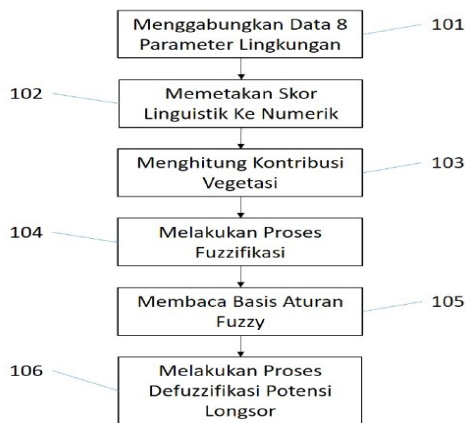 Menggabungkan Data 8
Parameter Lingkungan
101
102
Memetakan Skor
Linguistik Ke Numerik
Menghitung Kontribusi
Vegetasi
103
104
Melakukan Proses
Fuzzifikasi
Membaca Basis Aturan
Fuzzy
105
106
Melakukan Proses
Defuzzifikasi Potensi
Longsor